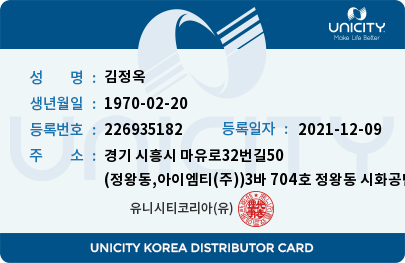 UNICITY
Make Life Better
성 명 : 김정옥
생년월일 : 1970-02-20
등록번호 : 226935182 등록일자 : 2021-12-09
주 소 : 경기 시흥시 마유로32번길50
(정왕동,아이엠티(주))3바 704호 정왕동 시화공단
유니시티코리아(유)
UNICITY
UNICITY KOREA DISTRIBUTOR CARD